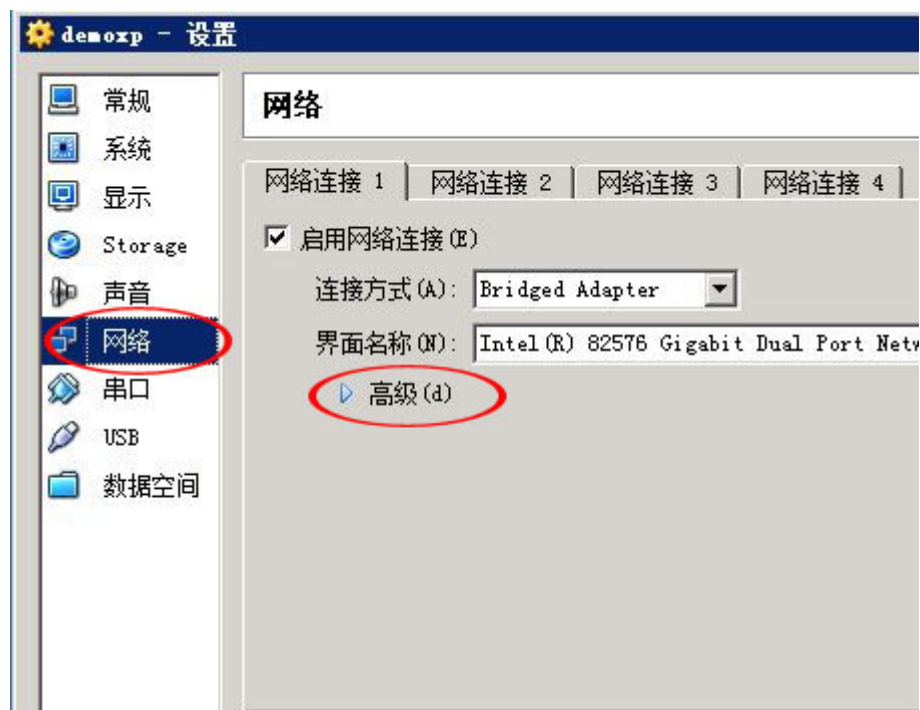 demoxp - 设置
常规
系统
显示
Storage
声音
网络
串口
USB
数据空间
网络
网络连接 1 网络连接 2 网络连接 3 网络连接 4
启用网络连接(E)
连接方式(A): Bridged Adapter
界面名称(N): Intel(R) 82576 Gigabit Dual Port Netw
高级(d)